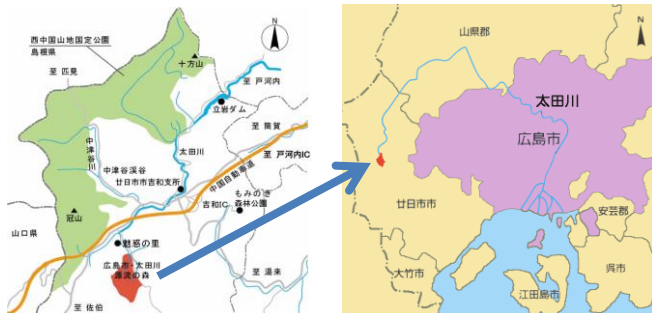 西中国山地国定公園
島根県
至 匹見
十方山
至 戸河内
立岩ダム
至 筒賀
太田川
中津谷川
中津谷渓谷
廿日市市吉和支所
中国自動車道
至 戸河内IC
吉和IC
もみのき
森林公園
冠山
山口県
魅惑の里
広島市・太田川
源流の森
至 湯来
至 佐伯
N
山県郡
太田川
広島市
廿日市市
安芸郡
大竹市
江田島市
呉市
N